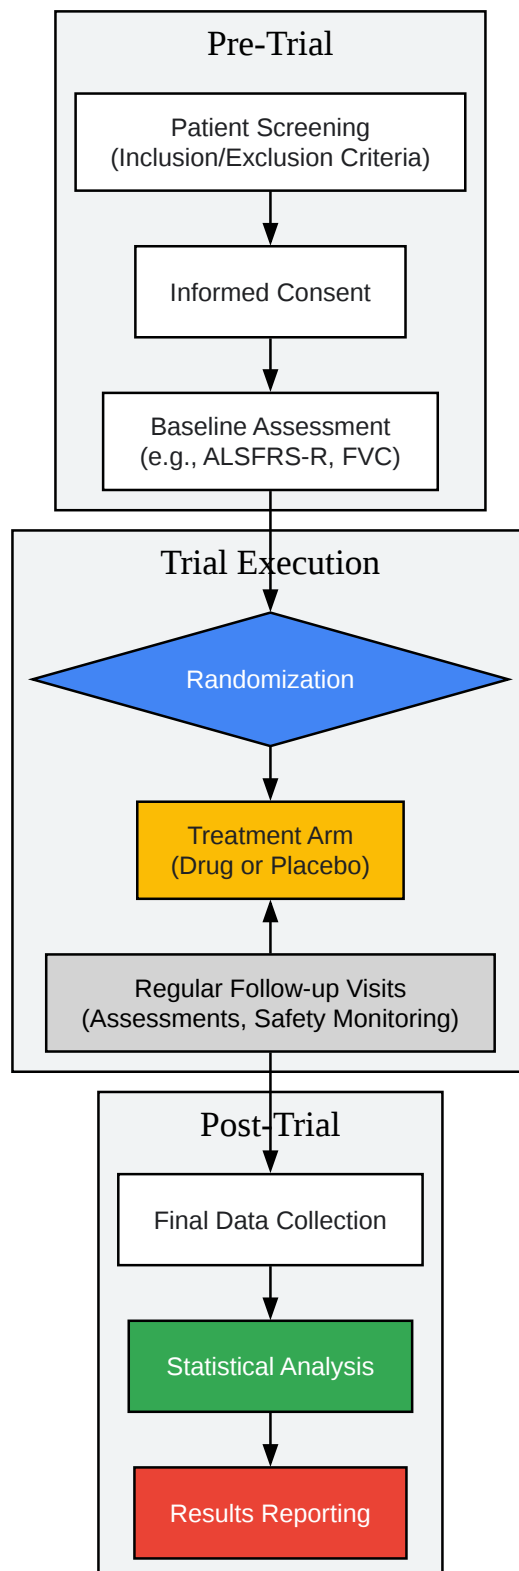 Pre-Trial
Patient Screening
(Inclusion/Exclusion Criteria)
Informed Consent
Baseline Assessment
(e.g., ALSFRS-R, FVC)
Trial Execution
Randomization
Treatment Arm
(Drug or Placebo)
Regular Follow-up Visits
(Assessments, Safety Monitoring)
Post-Trial
Final Data Collection
Statistical Analysis
Results Reporting